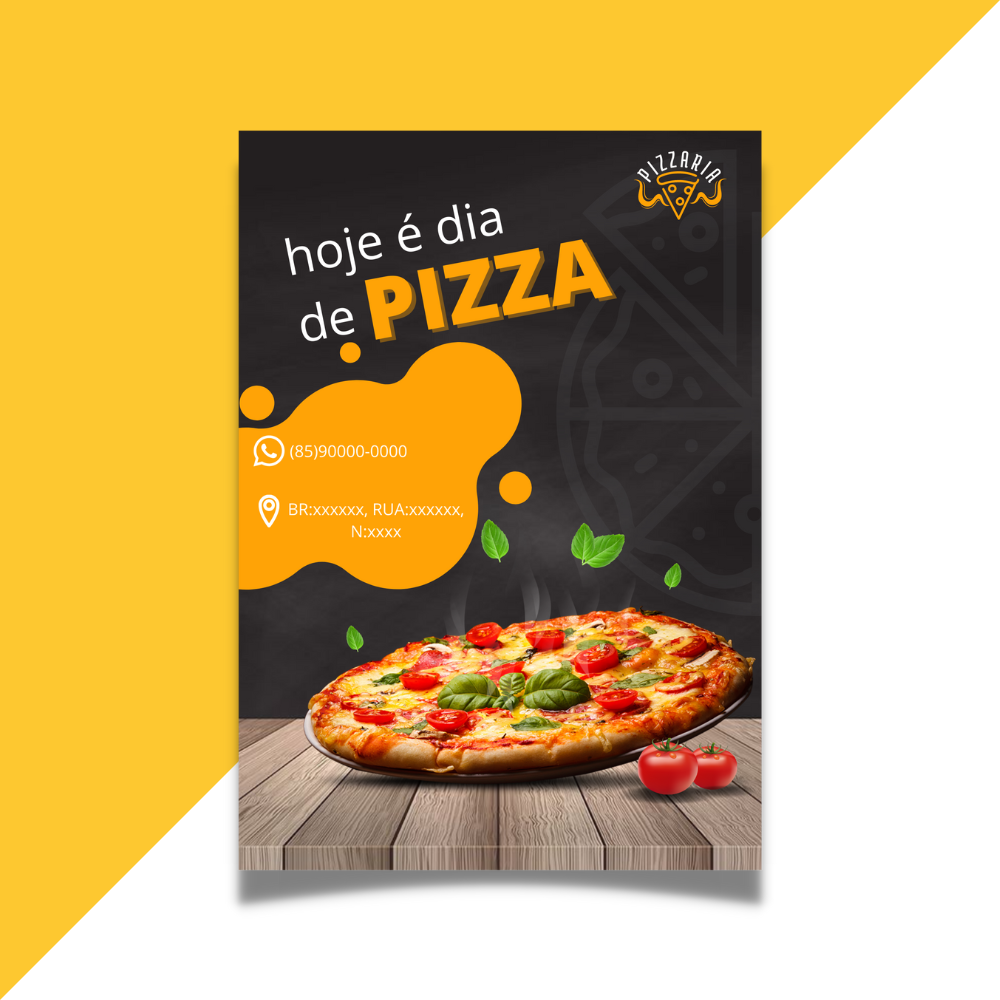 PIZZARIA
hoje é dia
de PIZZA
(85)90000-0000
BR:xxxxxx, RUA:xxxxxx,
N:xxxx